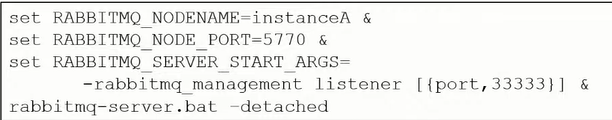 set RABBITMQ_NODENAME=instanceA &
set RABBITMQ_NODE_PORT=5770 &
set RABBITMQ_SERVER_START_ARGS=
-rabbitmq_management listener [{port,33333}] &
rabbitmq-server.bat –detached